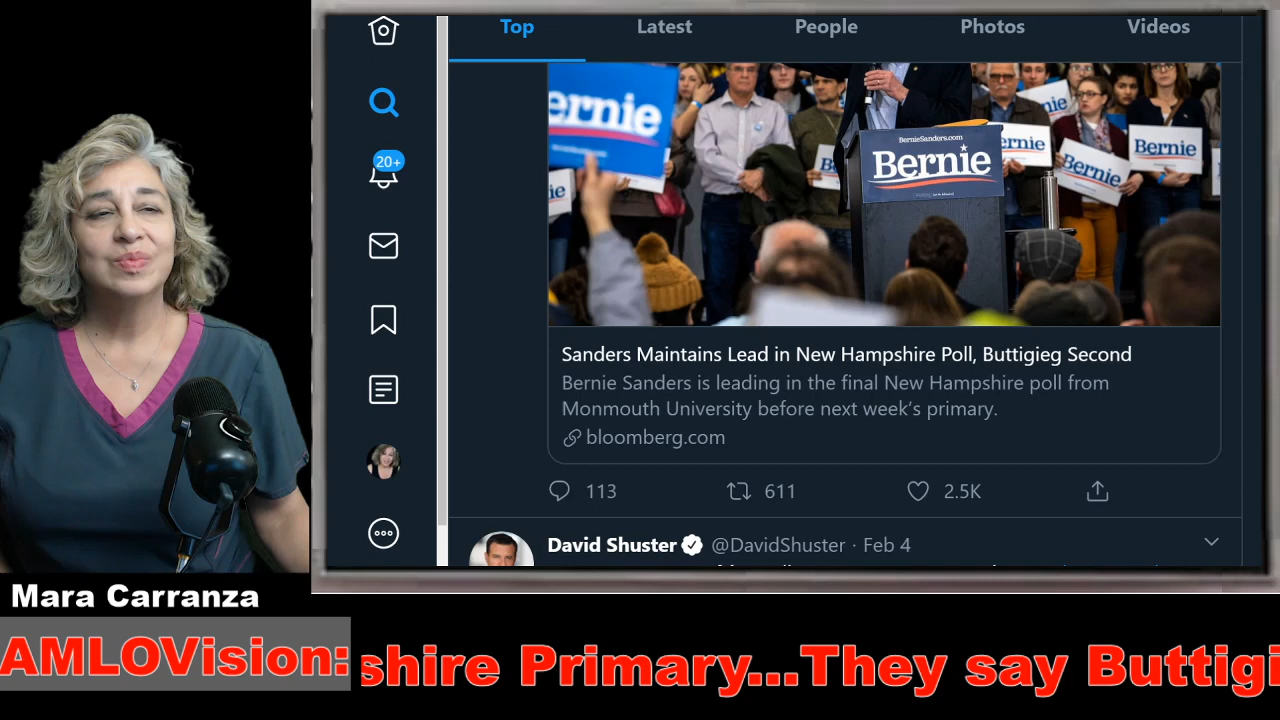 Top Latest People Photos Videos
20+
ernie
BernieSanders.com
Bernie
Bernie
Bernie
Sanders Maintains Lead in New Hampshire Poll, Buttigieg Second
Bernie Sanders is leading in the final New Hampshire poll from
Monmouth University before next week's primary.
bloomberg.com
113 611 2.5K
David Shuster @DavidShuster · Feb 4
Mara Carranza
AMLOVision:
shire Primary...They say Buttigi